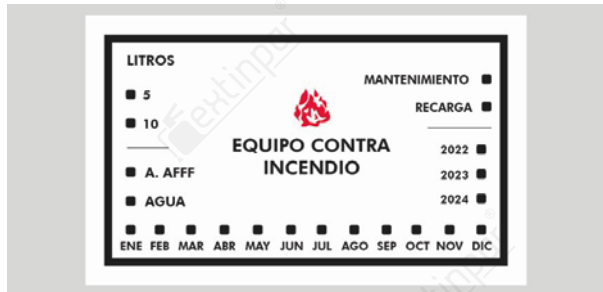 LITROS
5
10
A. AFFF
AGUA
EQUIPO CONTRA
INCENDIO
MANTENIMIENTO
RECARGA
2022
2023
2024
ENE FEB MAR ABR MAY JUN JUL AGO SEP OCT NOV DIC
extinpar